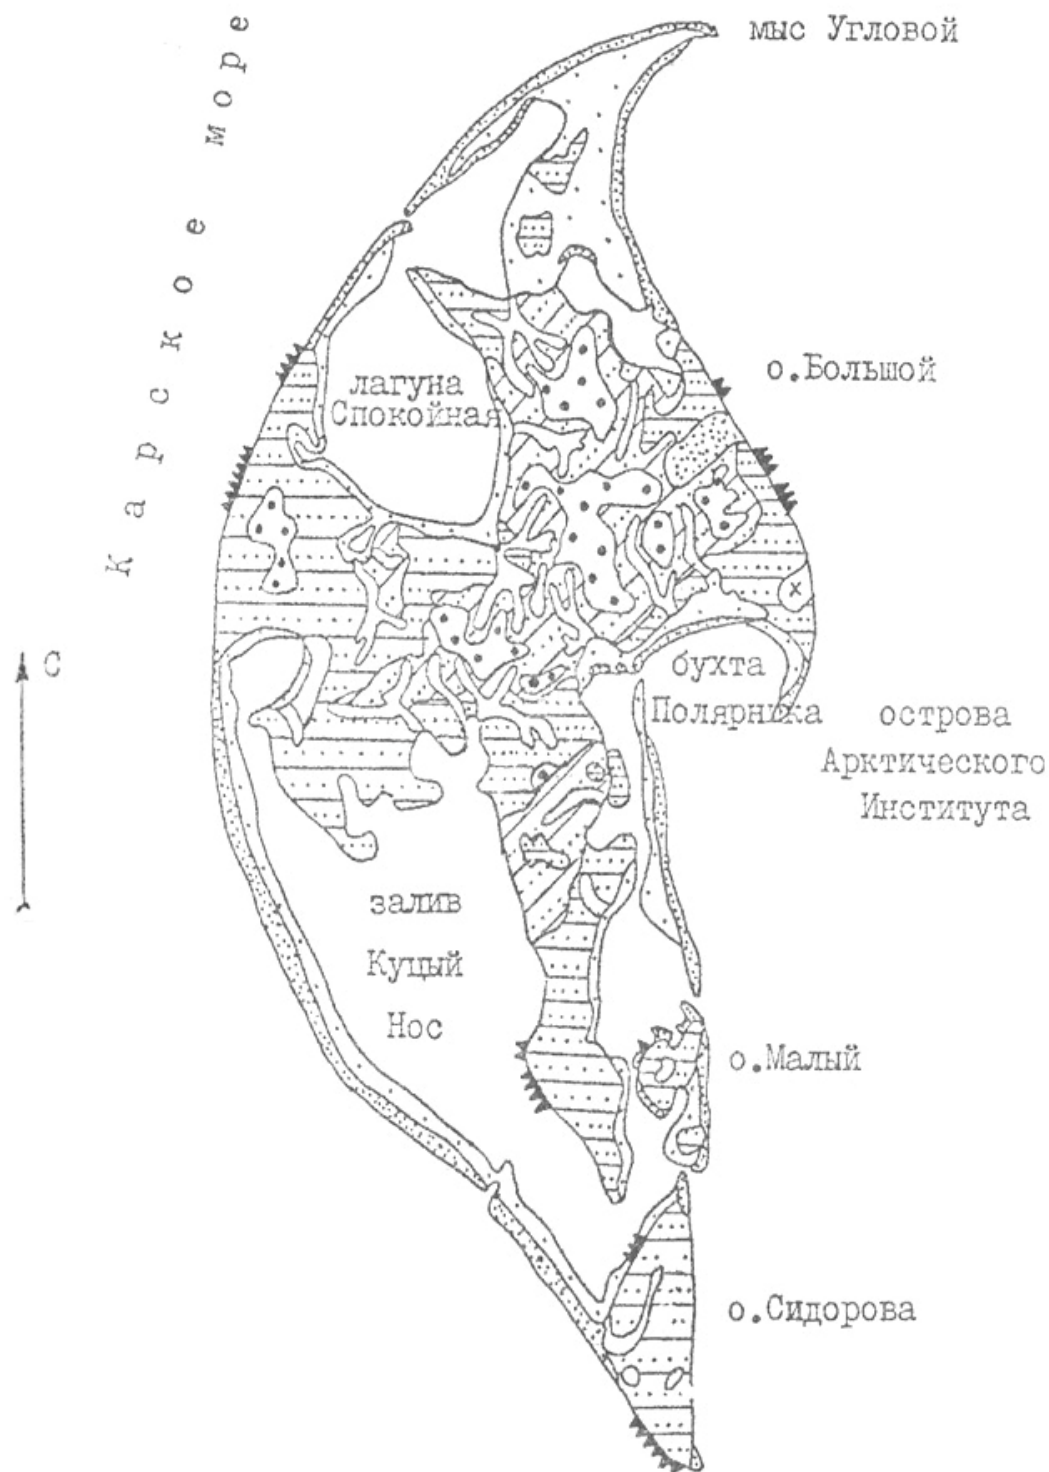 мыс Угловой
Карское море
о.Большой
лагуна
Спокойная
С
бухта
Полярника
острова
Арктического
Института
залив
Куцый
Нос
о.Малый
о.Сидорова
x